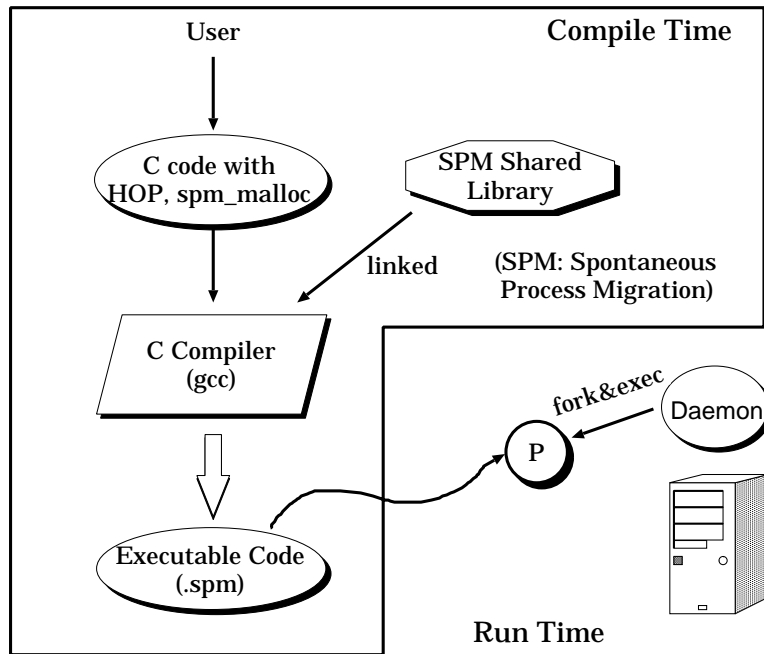 User
Compile Time
C code with
HOP, spm_malloc
SPM Shared
Library
linked
(SPM: Spontaneous
Process Migration)
C Compiler
(gcc)
fork&exec
Daemon
P
Executable Code
(.spm)
Run Time